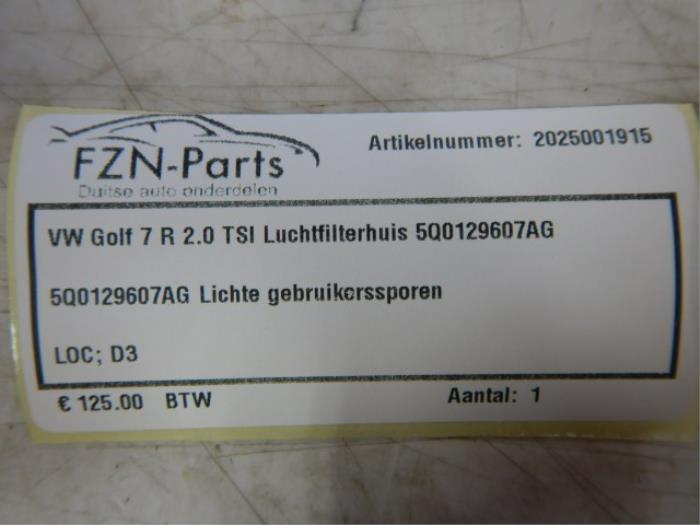 FZN-Parts
Duitse auto onderdelen
Artikelnummer: 2025001915
VW Golf 7 R 2.0 TSI Luchtfilterhuis 5Q0129607AG
5Q0129607AG Lichte gebruikerssporen
LOC; D3
€ 125.00 BTW
Aantal: 1